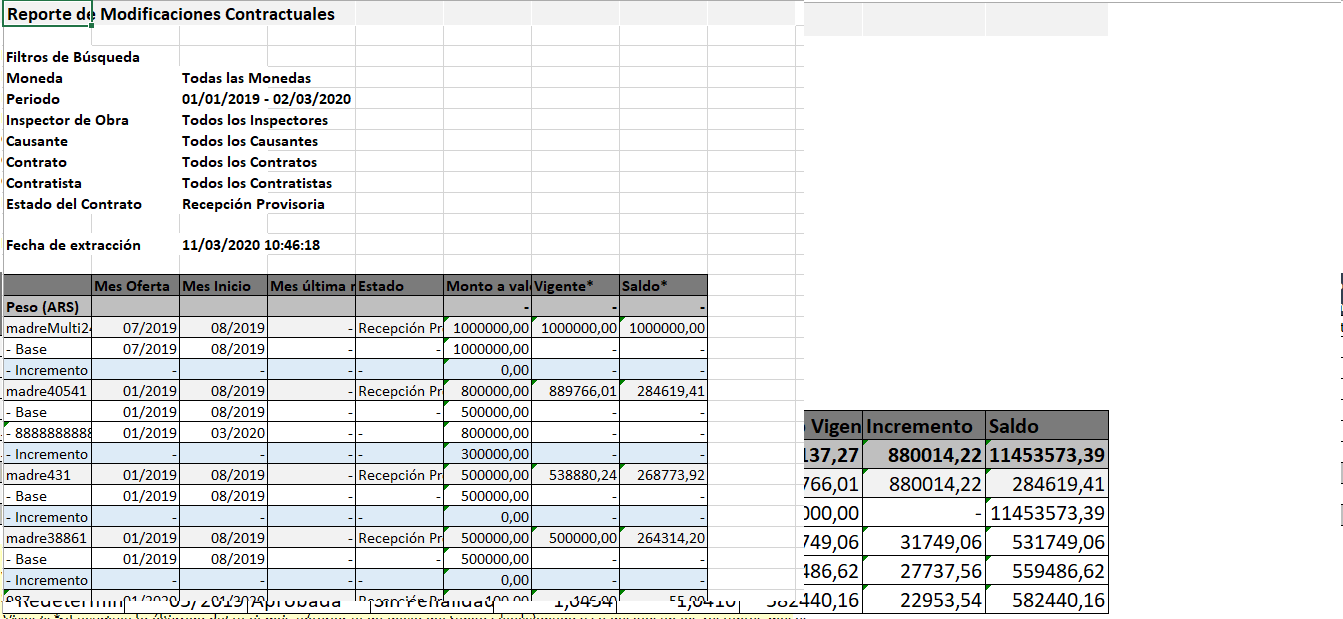 Reporte de Modificaciones Contractuales
Filtros de Búsqueda
Moneda Todas las Monedas
Periodo 01/01/2019 - 02/03/2020
Inspector de Obra Todos los Inspectores
Causante Todos los Causantes
Contrato Todos los Contratos
Contratista Todos los Contratistas
Estado del Contrato Recepción Provisoria
Fecha de extracción 11/03/2020 10:46:18
Mes Oferta Mes Inicio Mes última r Estado Monto a val Vigente* Saldo*
Peso (ARS) - - -
madreMulti24 07/2019 08/2019 - Recepción Pr 1000000,00 1000000,00 1000000,00
- Base 07/2019 08/2019 - - 1000000,00 - -
- Incremento - - - - 0,00 - -
madre40541 01/2019 08/2019 - Recepción Pr 800000,00 889766,01 284619,41
- Base 01/2019 08/2019 - - 500000,00 - -
- 8888888888 01/2019 03/2020 - - 800000,00 - -
- Incremento - - - - 300000,00 - -
madre431 01/2019 08/2019 - Recepción Pr 500000,00 538880,24 268773,92
- Base 01/2019 08/2019 - - 500000,00 - -
- Incremento - - - - 0,00 - -
madre38861 01/2019 08/2019 - Recepción Pr 500000,00 500000,00 264314,20
- Base 01/2019 08/2019 - - 500000,00 - -
- Incremento - - - - 0,00 - -
Vigen Incremento Saldo
137,27 880014,22 11453573,39
766,01 880014,22 284619,41
000,00 - 11453573,39
749,06 31749,06 531749,06
486,62 27737,56 559486,62
582440,16 22953,54 582440,16